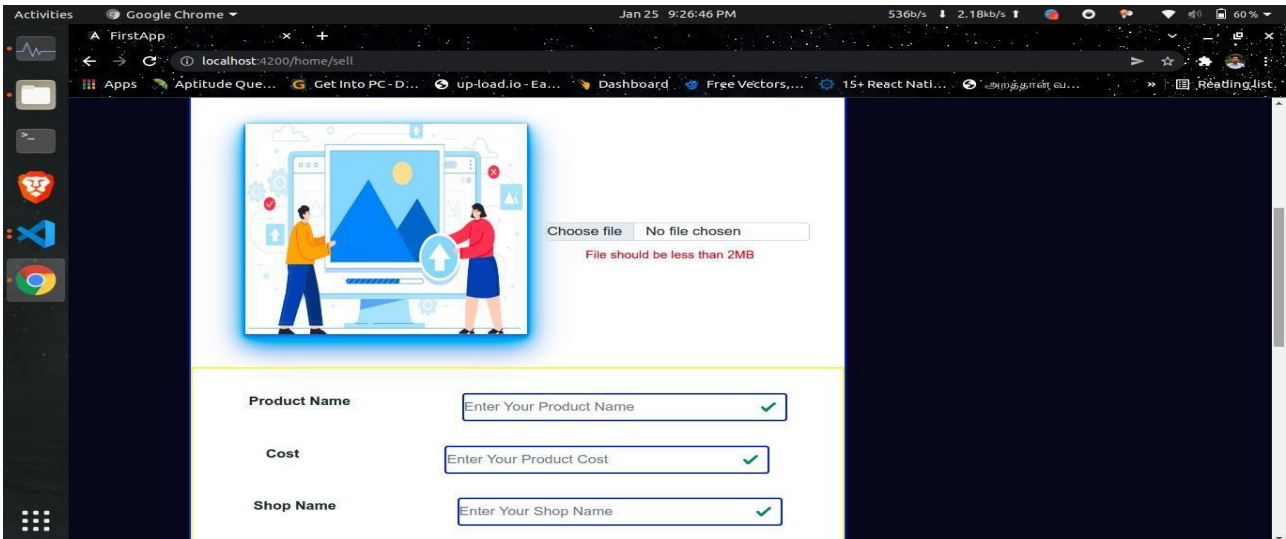 Activities Google Chrome Jan 25 9:26:46 PM 536b/s 2.18kb/s 60 %
A FirstApp
localhost:4200/home/sell
Apps Aptitude Que... Get Into PC - D... up-load.io - Ea... Dashboard Free Vectors,... 15+ React Nati... அறத்தான் வ... » Reading list
Choose file No file chosen
File should be less than 2MB
Product Name Enter Your Product Name
Cost Enter Your Product Cost
Shop Name Enter Your Shop Name